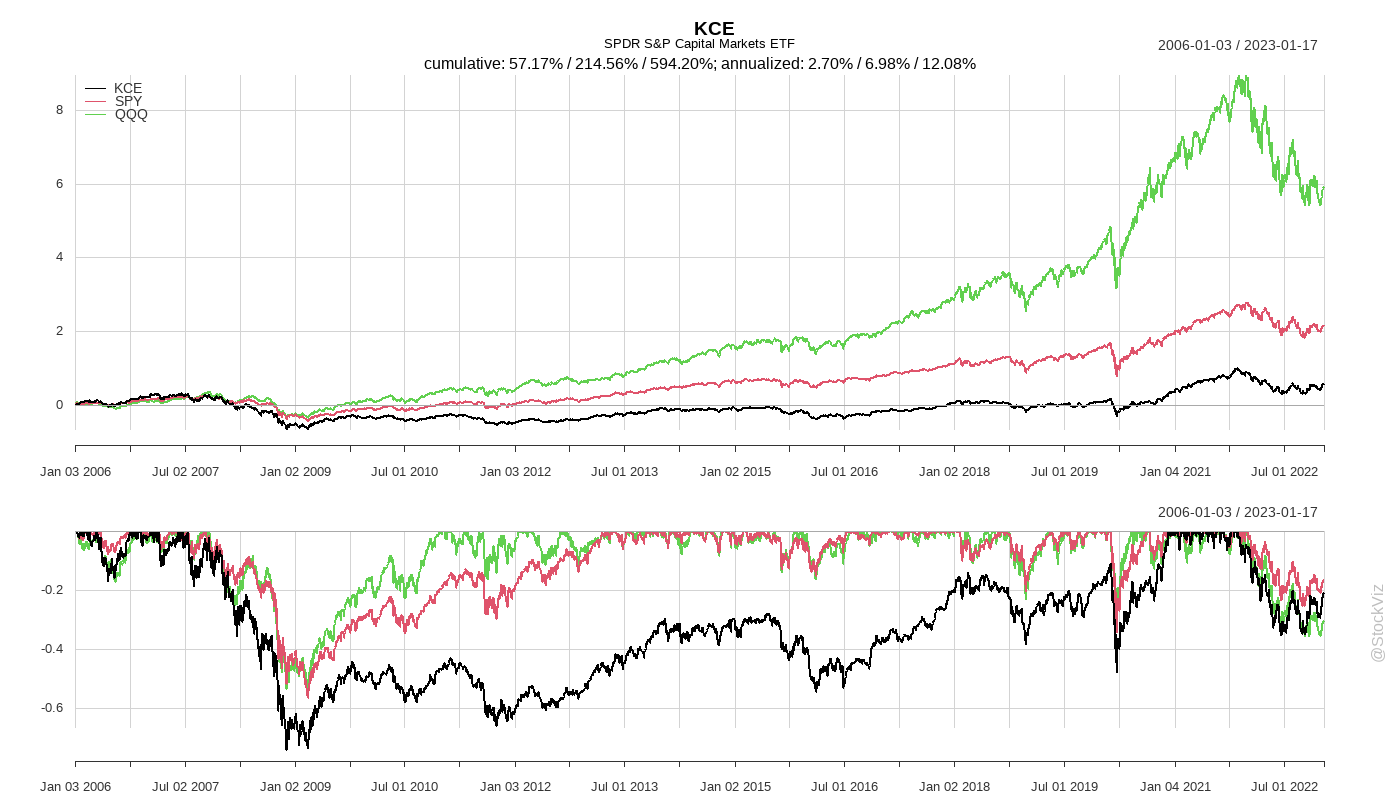 KCE
SPDR S&P Capital Markets ETF
2006-01-03 / 2023-01-17
cumulative: 57.17% / 214.56% / 594.20%; annualized: 2.70% / 6.98% / 12.08%
KCE
SPY
QQQ
8
6
4
2
0
Jan 03 2006 Jul 02 2007 Jan 02 2009 Jul 01 2010 Jan 03 2012 Jul 01 2013 Jan 02 2015 Jul 01 2016 Jan 02 2018 Jul 01 2019 Jan 04 2021 Jul 01 2022
2006-01-03 / 2023-01-17
-0.2
-0.4
-0.6
Jan 03 2006 Jul 02 2007 Jan 02 2009 Jul 01 2010 Jan 03 2012 Jul 01 2013 Jan 02 2015 Jul 01 2016 Jan 02 2018 Jul 01 2019 Jan 04 2021 Jul 01 2022
@StockViz